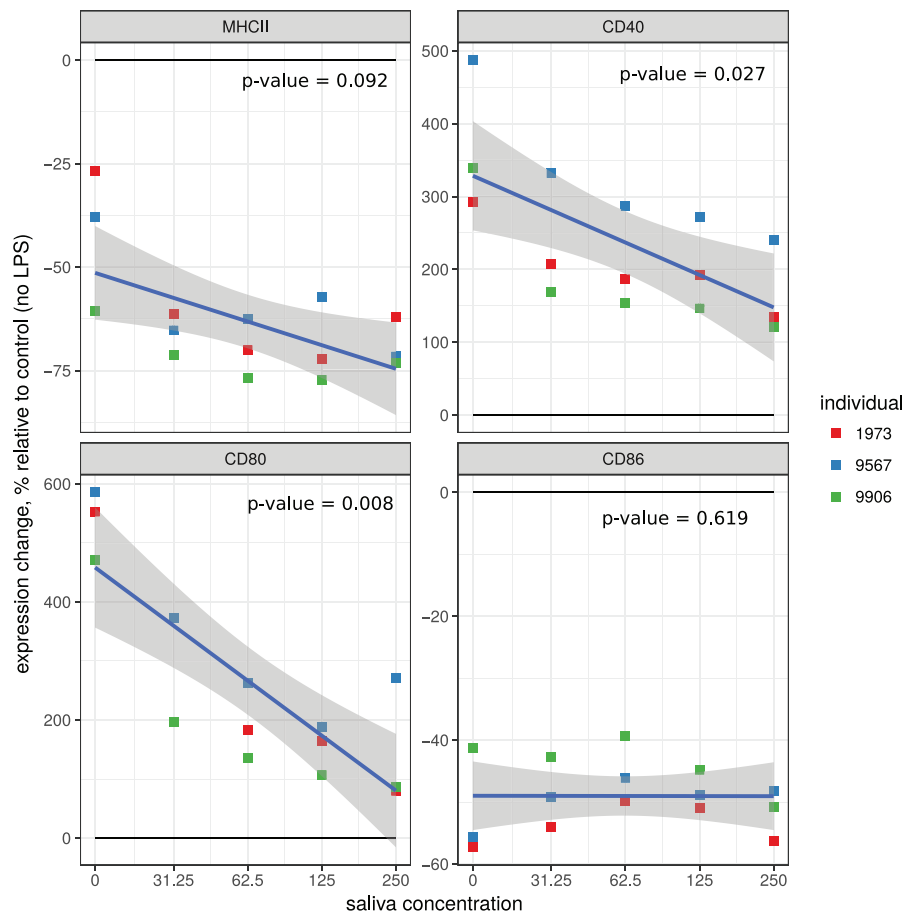 MHCII
CD40
0
−25
−50
−75
p-value = 0.092
500
400
300
200
100
0
p-value = 0.027
CD80
CD86
600
400
200
0
p-value = 0.008
0
−20
−40
−60
p-value = 0.619
0 31.25 62.5 125 250
0 31.25 62.5 125 250
saliva concentration
expression change, % relative to control (no LPS)
individual
1973
9567
9906